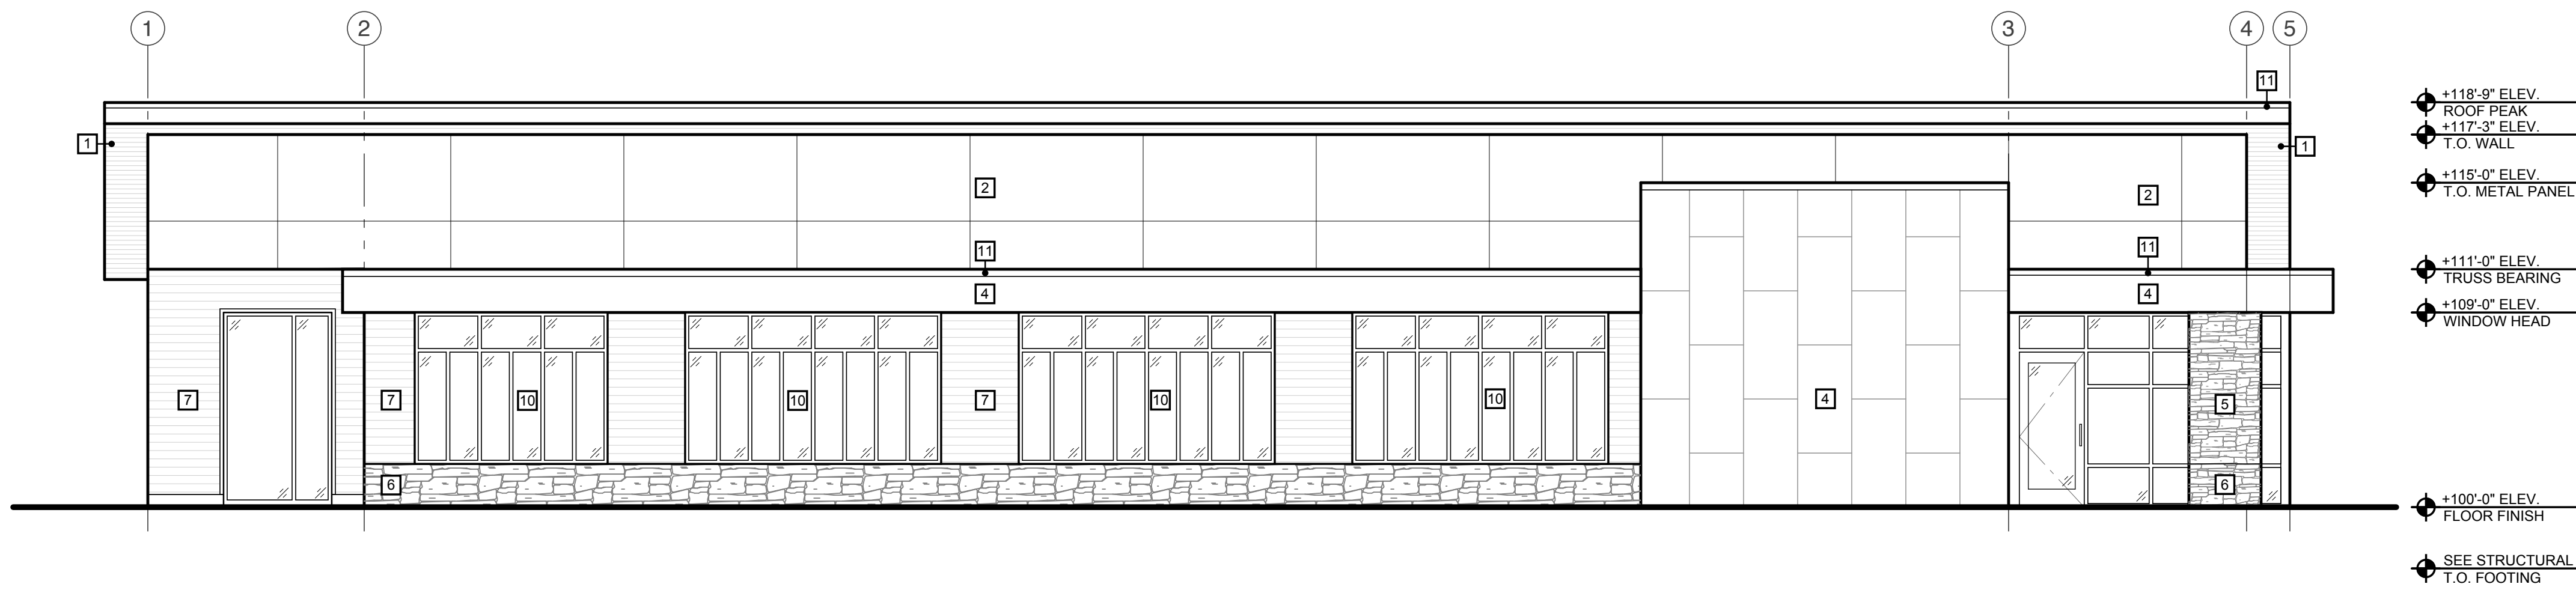 1
2
3
4
5
11
+118'-9" ELEV.
ROOF PEAK
+117'-3" ELEV.
T.O. WALL
1
1
+115'-0" ELEV.
T.O. METAL PANEL
2
2
11
11
+111'-0" ELEV.
TRUSS BEARING
4
4
+109'-0" ELEV.
WINDOW HEAD
7
7
10
10
7
10
10
4
5
6
6
+100'-0" ELEV.
FLOOR FINISH
SEE STRUCTURAL
T.O. FOOTING